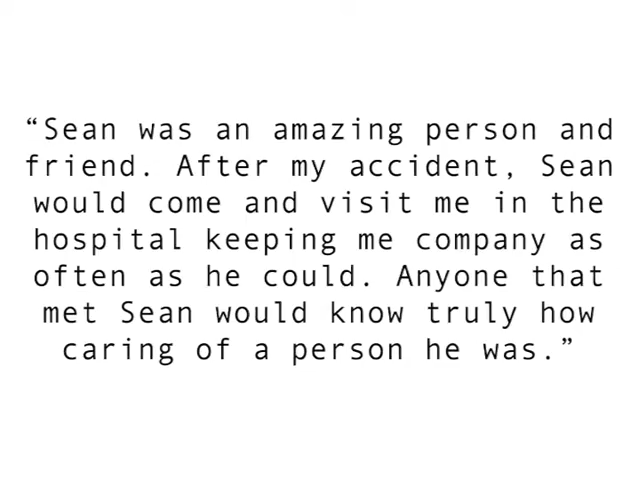 “Sean was an amazing person and
friend. After my accident, Sean
would come and visit me in the
hospital keeping me company as
often as he could. Anyone that
met Sean would know truly how
caring of a person he was.”